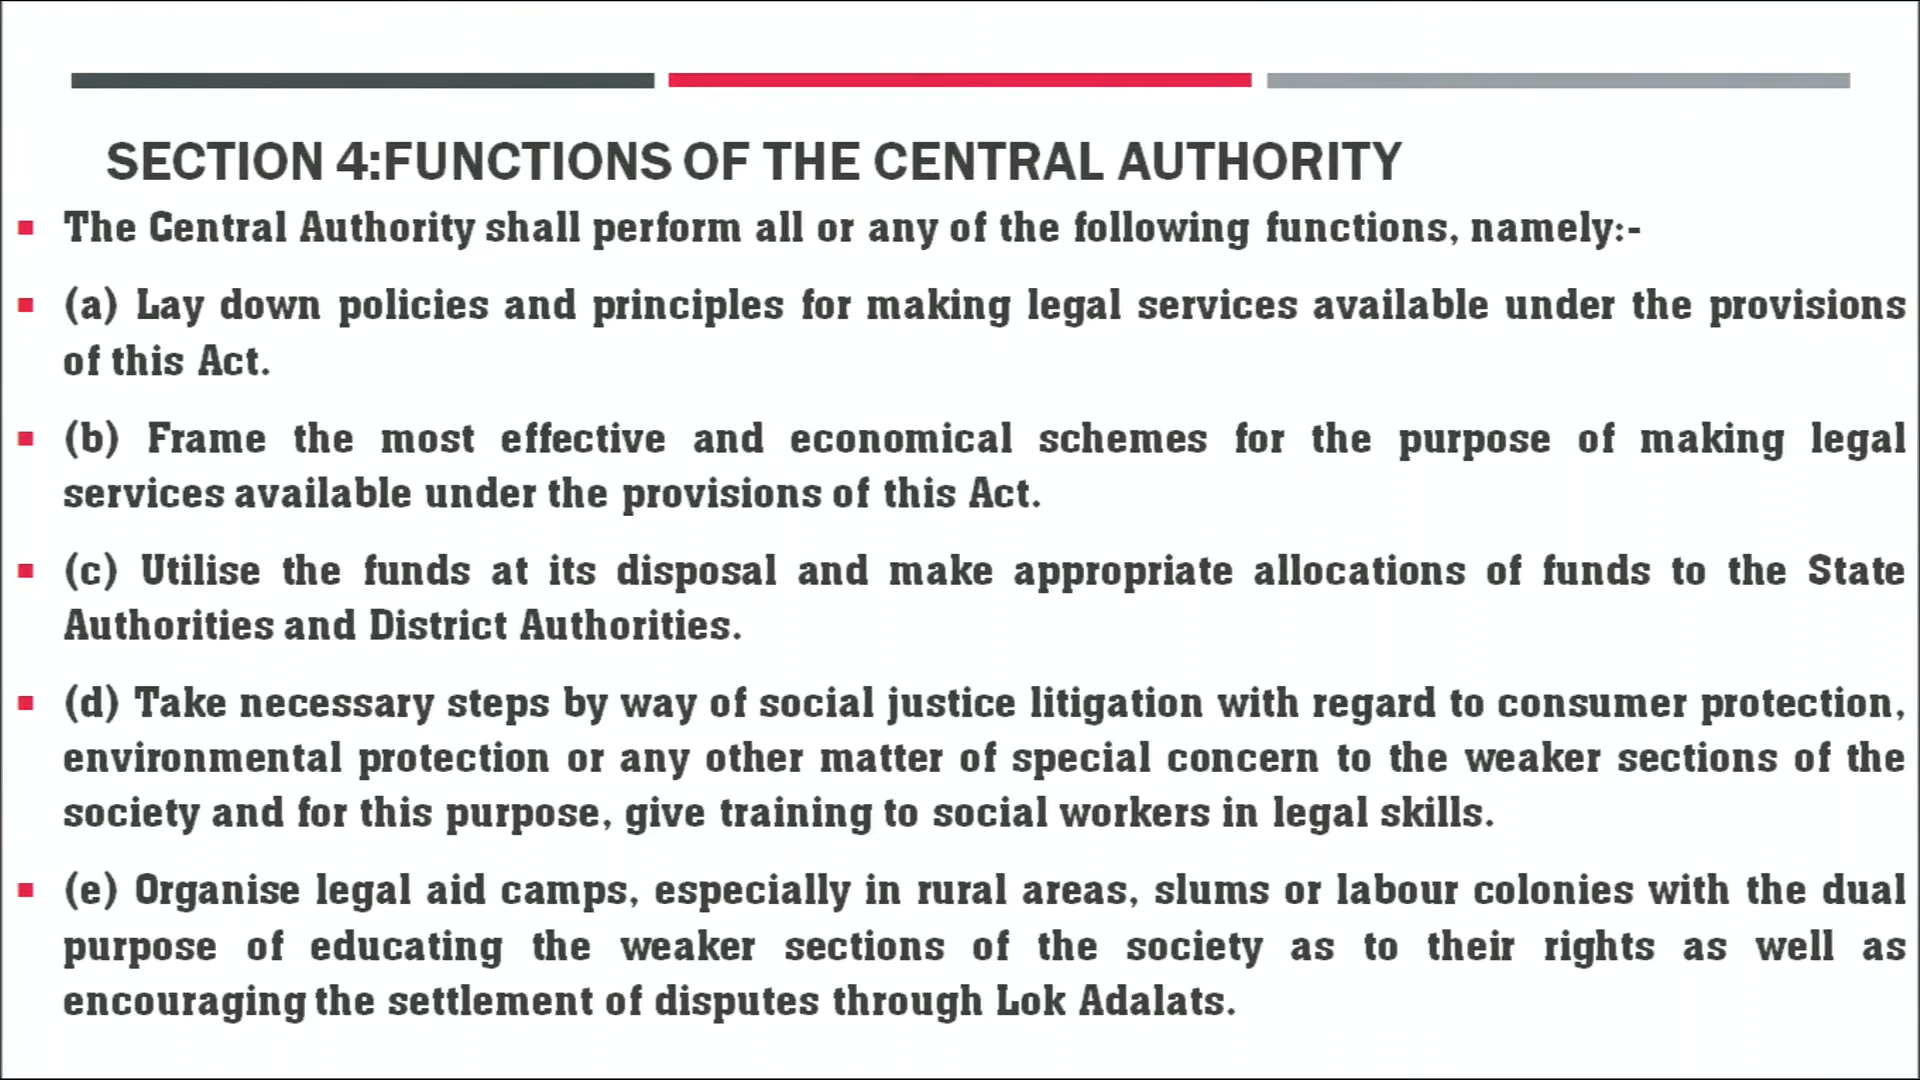 SECTION 4:FUNCTIONS OF THE CENTRAL AUTHORITY
The Central Authority shall perform all or any of the following functions, namely:-
(a) Lay down policies and principles for making legal services available under the provisions
of this Act.
(b) Frame the most effective and economical schemes for the purpose of making legal
services available under the provisions of this Act.
(c) Utilise the funds at its disposal and make appropriate allocations of funds to the State
Authorities and District Authorities.
(d) Take necessary steps by way of social justice litigation with regard to consumer protection,
environmental protection or any other matter of special concern to the weaker sections of the
society and for this purpose, give training to social workers in legal skills.
(e) Organise legal aid camps, especially in rural areas, slums or labour colonies with the dual
purpose of educating the weaker sections of the society as to their rights as well as
encouraging the settlement of disputes through Lok Adalats.